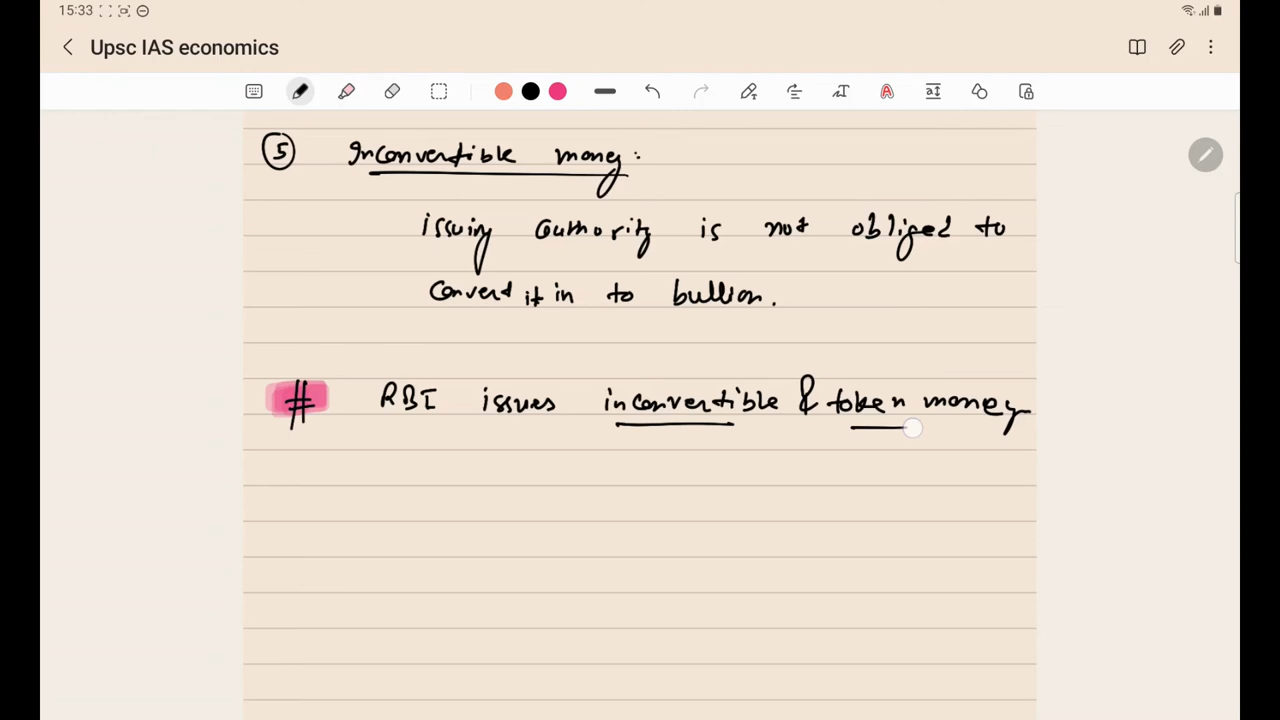 15:33
Upsc IAS economics
⑤ Inconvertible money :
issuing authority is not obliged to
convert it in to bullion.
# RBI issues inconvertible & token money